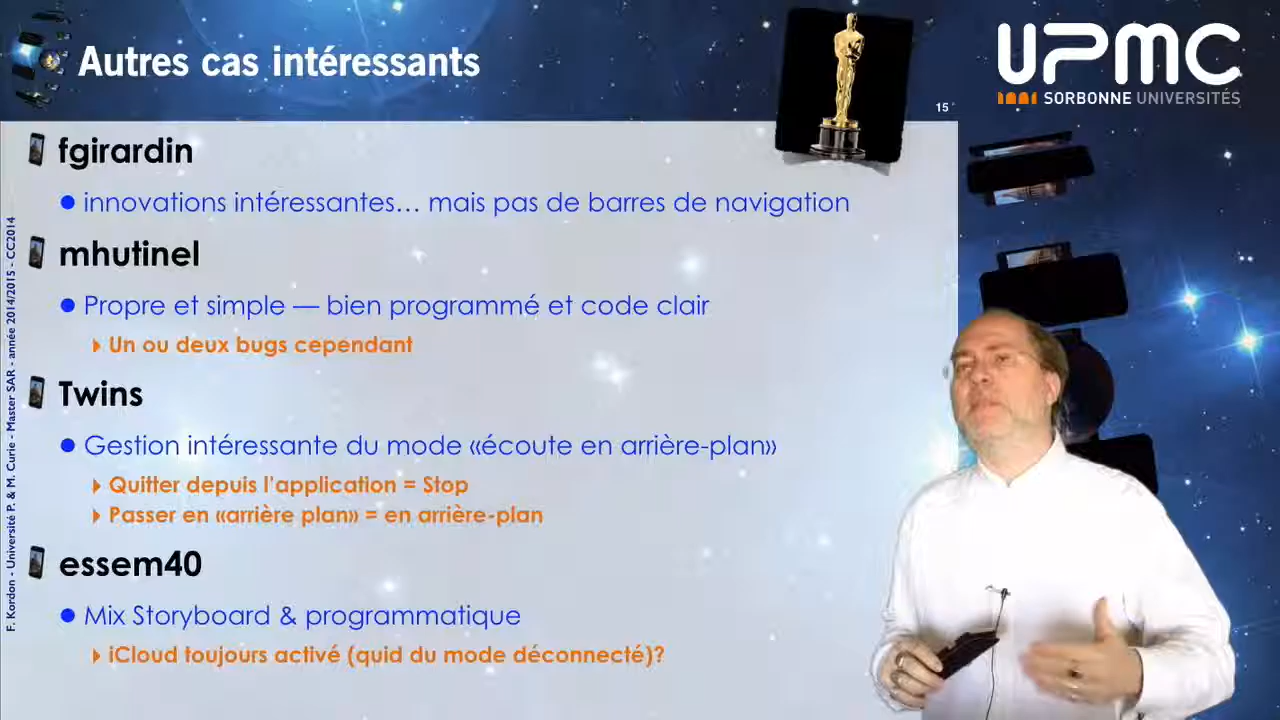 Autres cas intéressants
UPMC
SORBONNE UNIVERSITÉS
15
fgirardin
innovations intéressantes… mais pas de barres de navigation
mhutinel
Propre et simple — bien programmé et code clair
Un ou deux bugs cependant
Twins
Gestion intéressante du mode «écoute en arrière-plan»
Quitter depuis l’application = Stop
Passer en «arrière plan» = en arrière-plan
essem40
Mix Storyboard & programmatique
iCloud toujours activé (quid du mode déconnecté)?
F. Kordon - Université P. & M. Curie - Master SAR - année 2014/2015 - CC2014